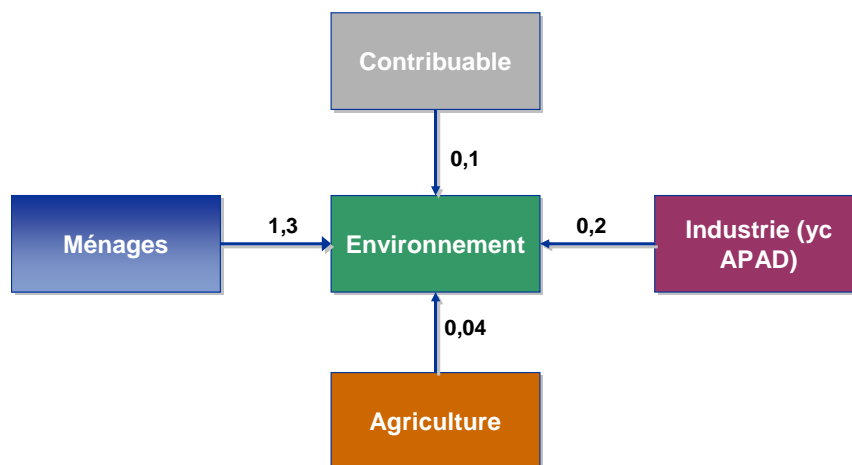 Contribuable
0,1
Ménages
1,3
Environnement
0,2
Industrie (yc
APAD)
0,04
Agriculture